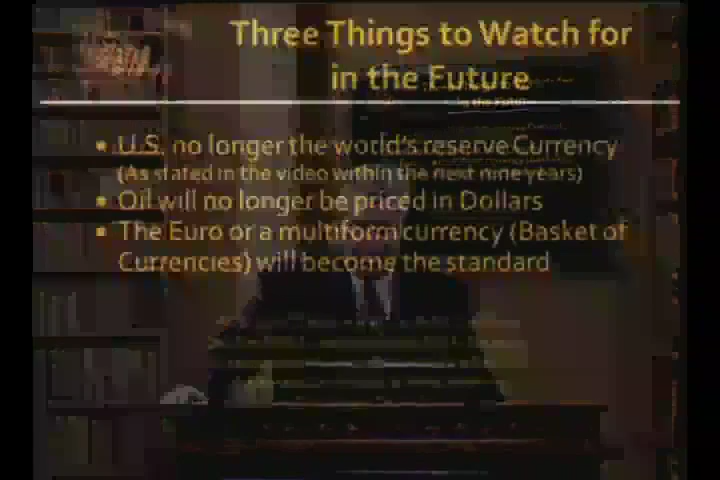 Three Things to Watch for
in the Future
• U.S. no longer the world's reserve Currency
(As stated in the video within the next nine years)
• Oil will no longer be priced in Dollars
• The Euro or a multiform currency (Basket of
Currencies) will become the standard